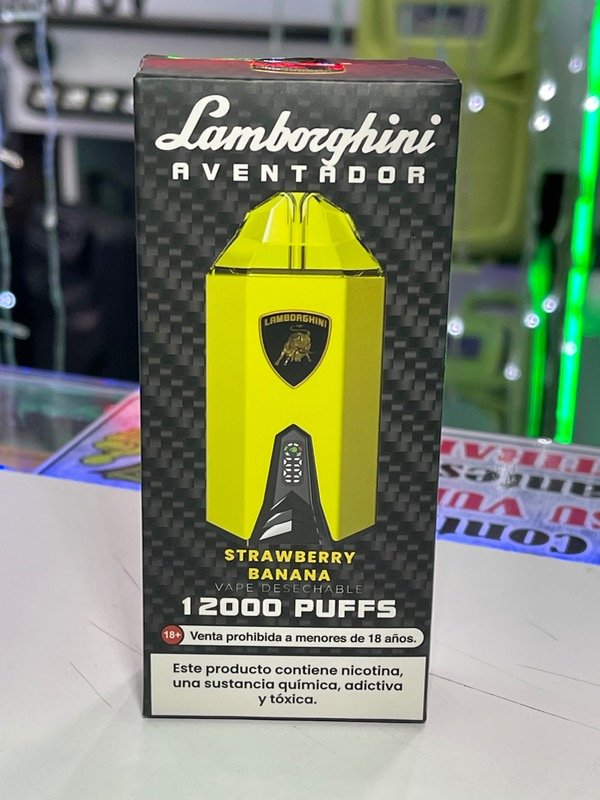 Lamborghini
AVENTADOR
LAMBORGHINI
STRAWBERRY
BANANA
VAPE DESECHABLE
12000 PUFFS
18+ Venta prohibida a menores de 18 años.
Este producto contiene nicotina,
una sustancia química, adictiva
y tóxica.